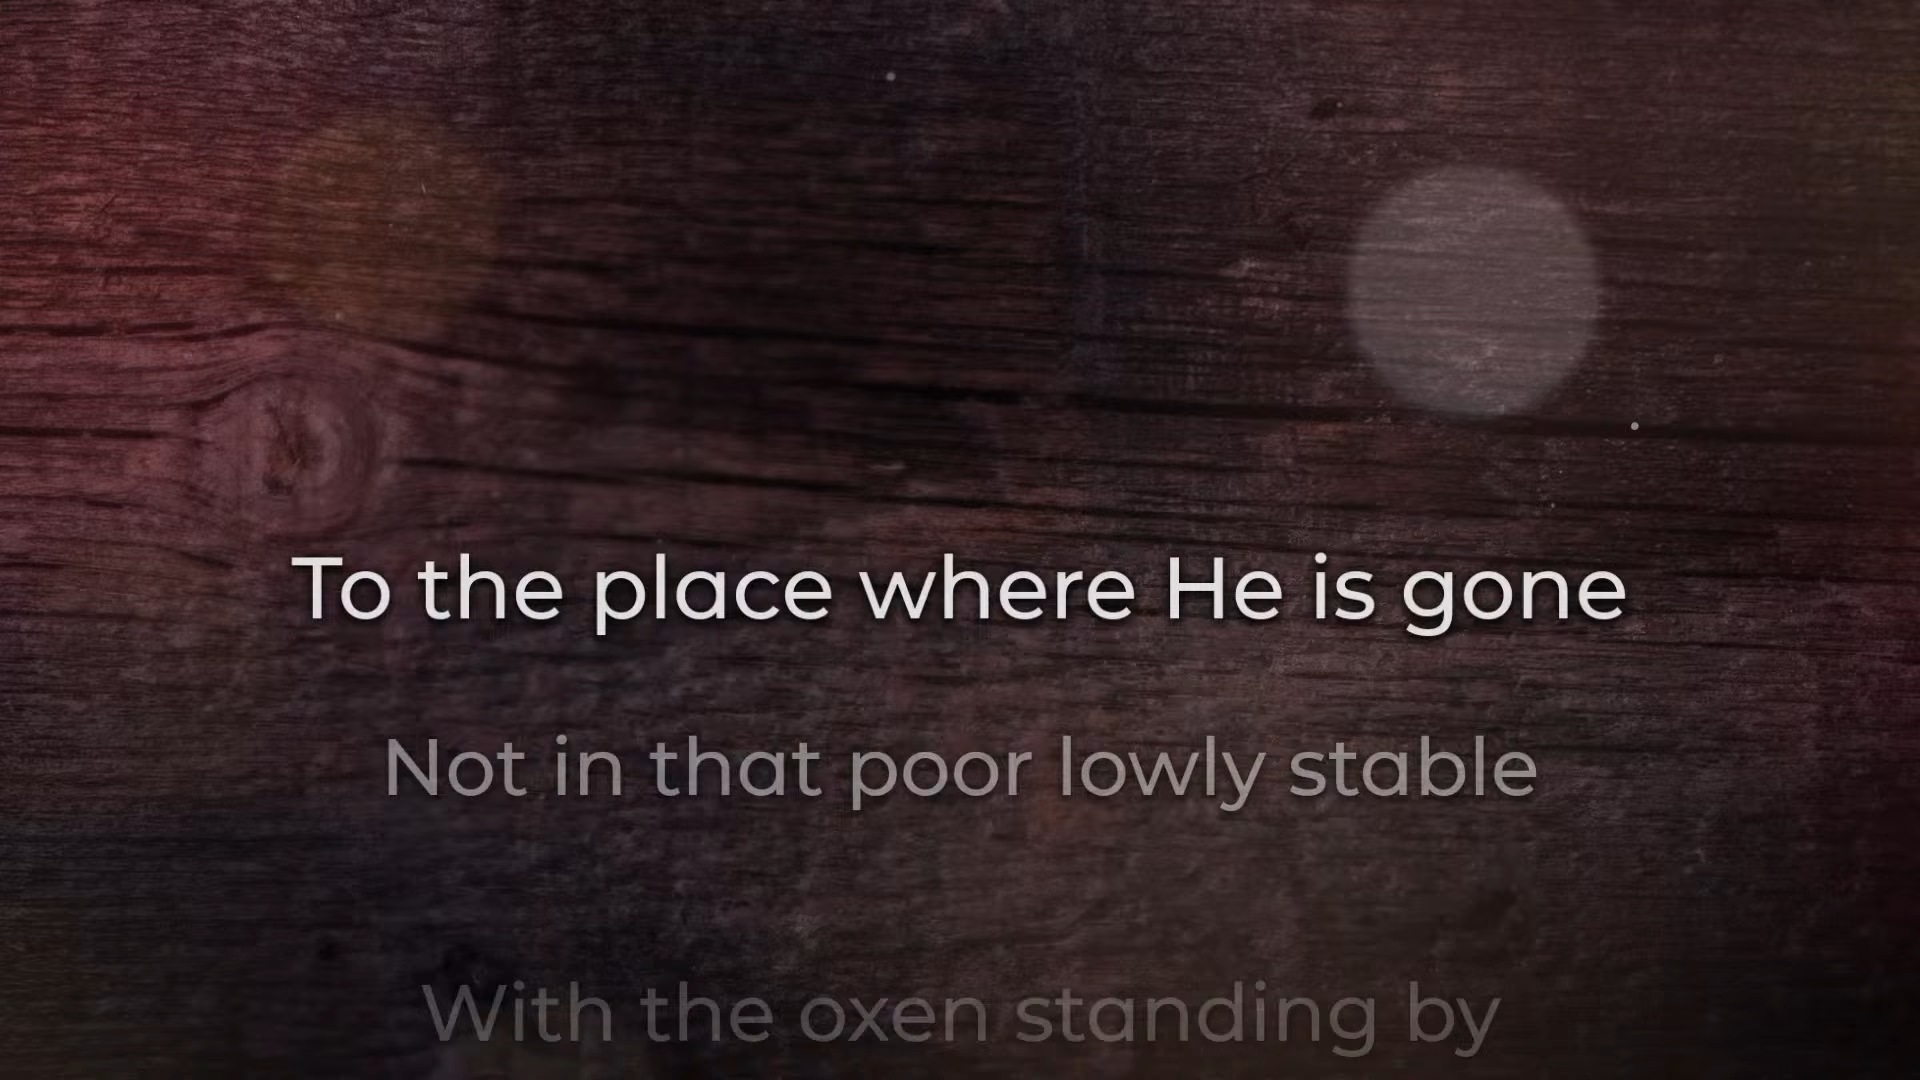 To the place where He is gone
Not in that poor lowly stable
With the oxen standing by